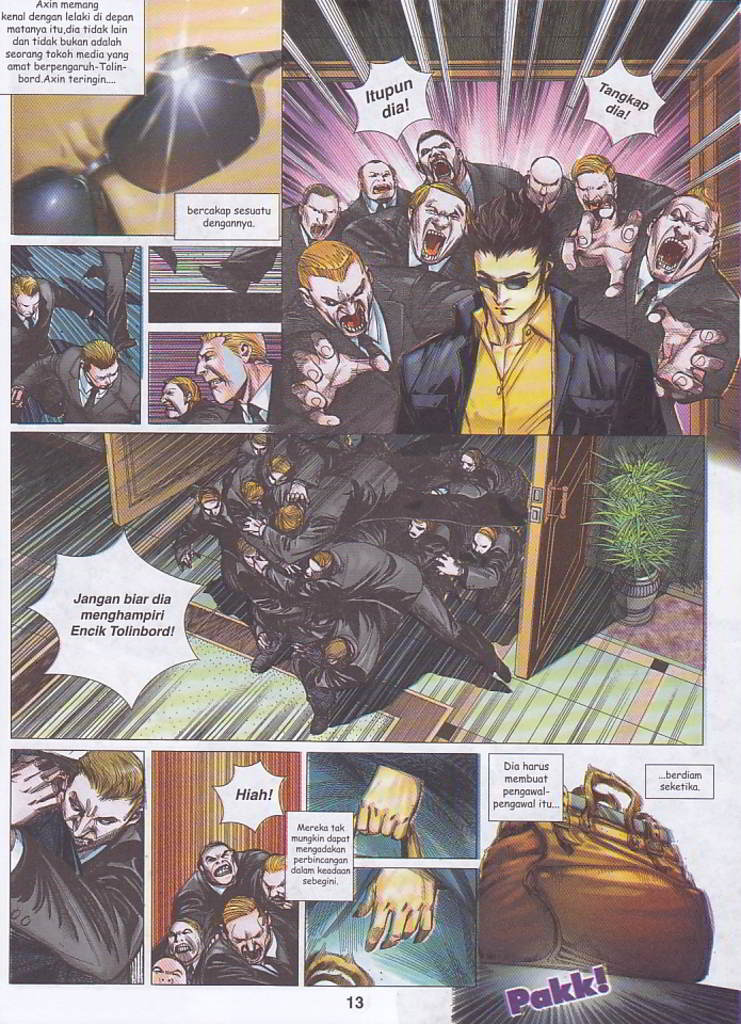 Axin memang
kenal dengan lelaki di depan
matanya itu,dia tidak lain
dan tidak bukan adalah
seorang tokoh media yang
amat berpengaruh-Tolin-
bord.Axin teringin....
bercakap sesuatu
dengannya.
Itupun
dia!
Tangkap
dia!
Jangan biar dia
menghampiri
Encik Tolinbord!
Hiah!
Mereka tak
mungkin dapat
mengadakan
perbincangan
dalam keadaan
sebegini.
Dia harus
membuat
pengawal-
pengawal itu...
...berdiam
seketika.
Pakk!
13